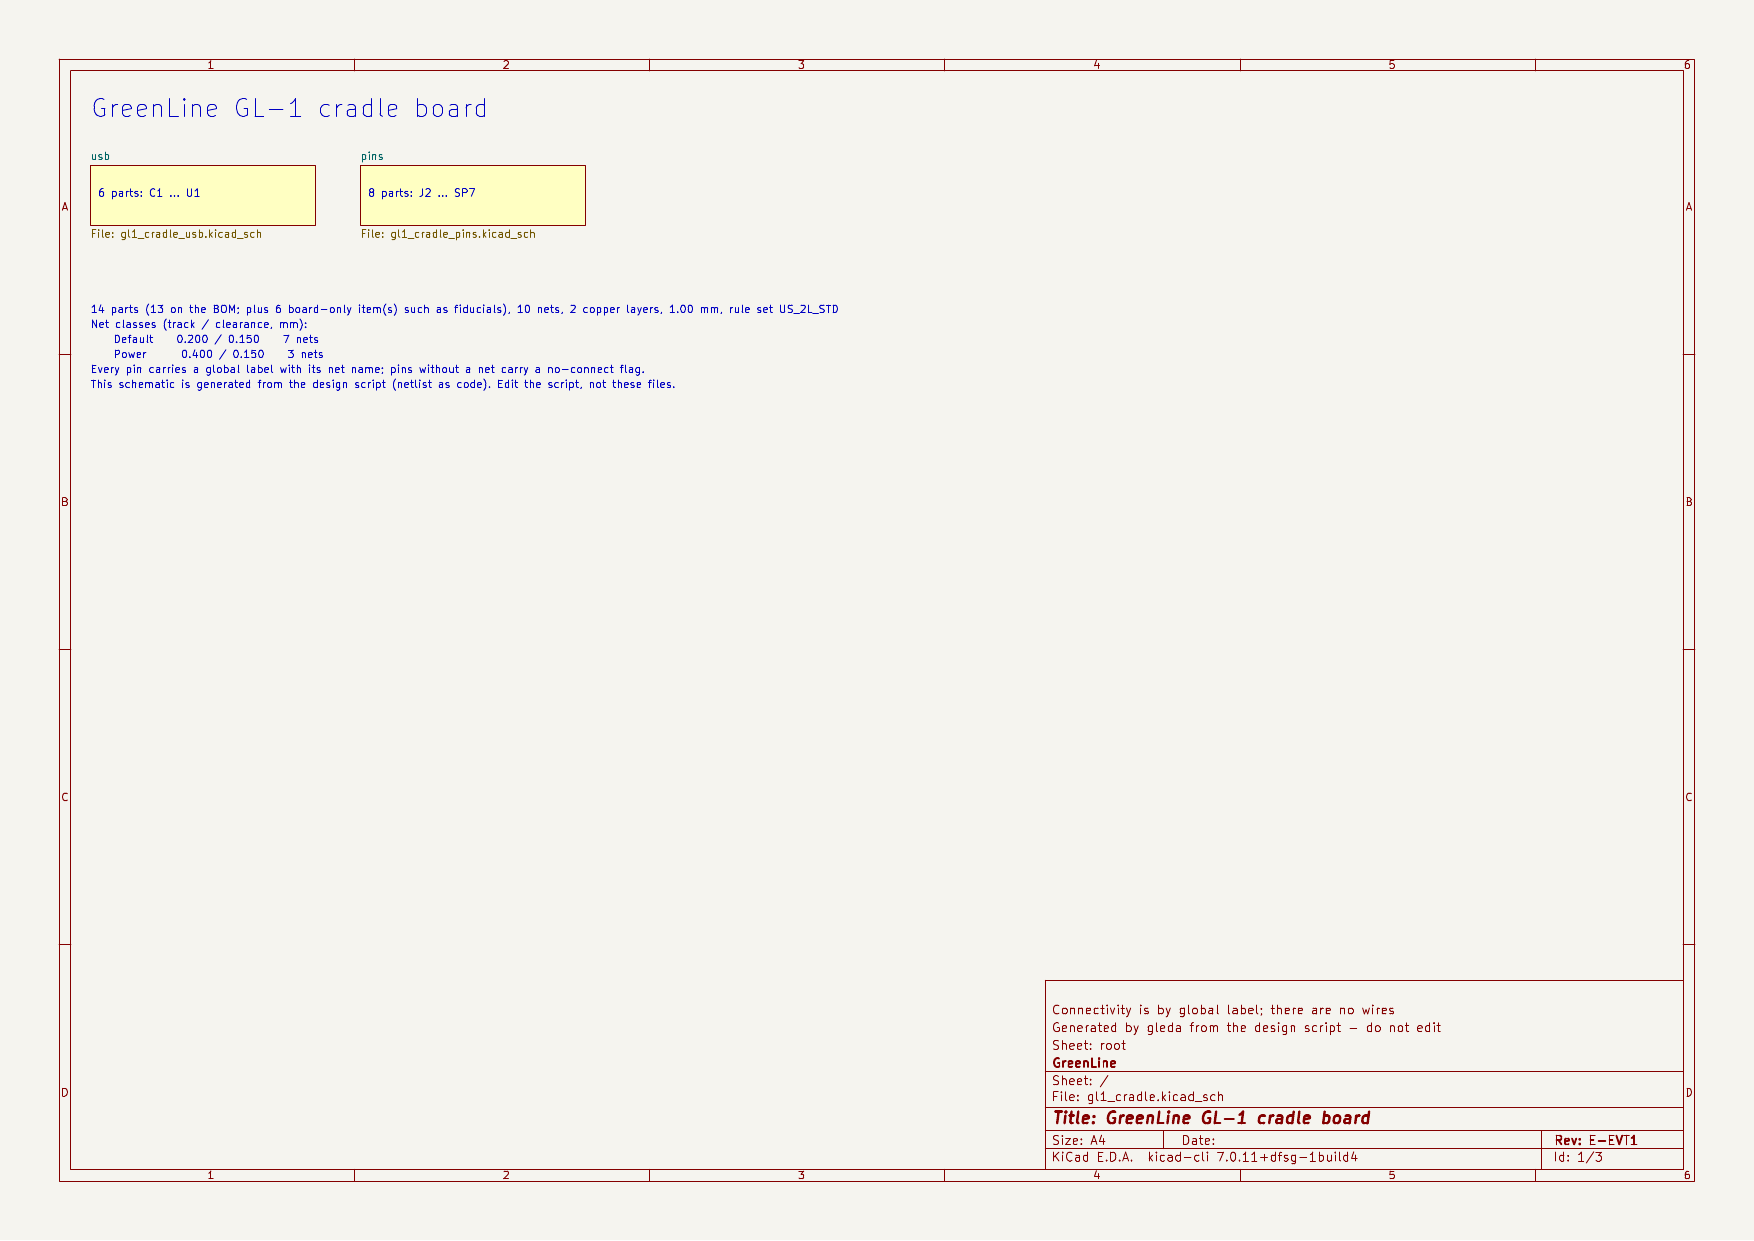 1 2 3 4 5 6
GreenLine GL-1 cradle board
usb pins
6 parts: C1 ... U1 8 parts: J2 ... SP7
A A
File: gl1_cradle_usb.kicad_sch File: gl1_cradle_pins.kicad_sch
14 parts (13 on the BOM; plus 6 board-only item(s) such as fiducials), 10 nets, 2 copper layers, 1.00 mm, rule set US_2L_STD
Net classes (track / clearance, mm):
Default 0.200 / 0.150 7 nets
Power 0.400 / 0.150 3 nets
Every pin carries a global label with its net name; pins without a net carry a no-connect flag.
This schematic is generated from the design script (netlist as code). Edit the script, not these files.
B B
C C
Connectivity is by global label; there are no wires
Generated by gleda from the design script - do not edit
Sheet: root
GreenLine
Sheet: /
D D
File: gl1_cradle.kicad_sch
Title: GreenLine GL-1 cradle board
Size: A4 Date: Rev: E-EVT1
KiCad E.D.A. kicad-cli 7.0.11+dfsg-1build4 Id: 1/3
1 2 3 4 5 6